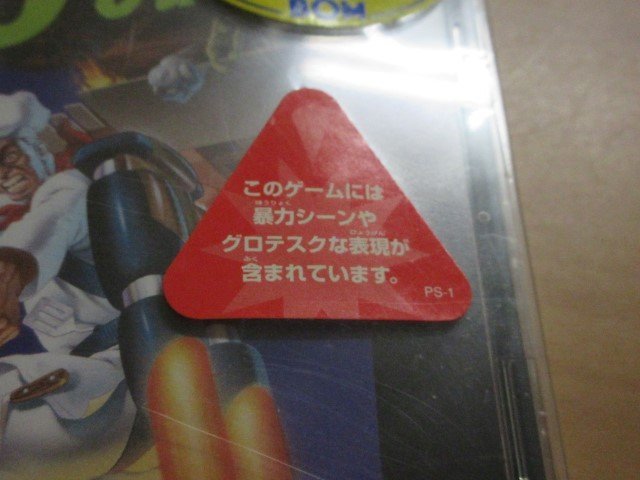 ROM
このゲームには
暴力シーンや
グロテスクな表現が
含まれています。
PS-1